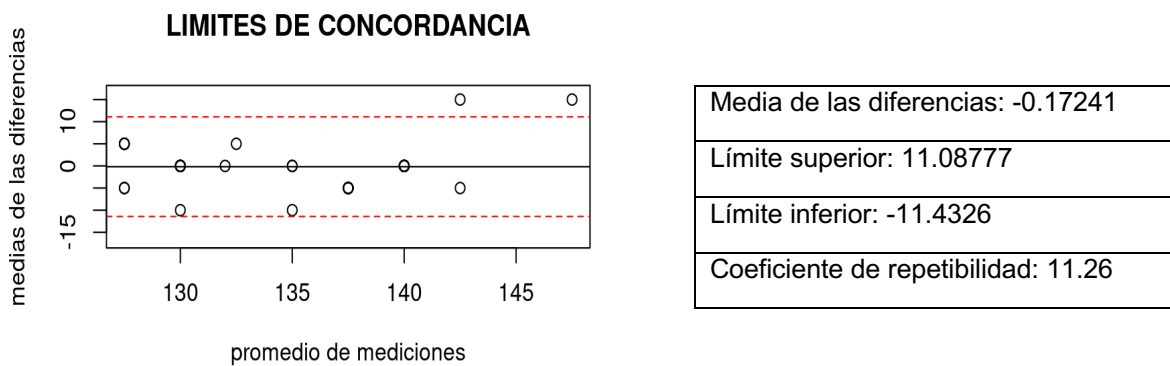 LIMITES DE CONCORDANCIA
medias de las diferencias
10
0
-15
130 135 140 145
promedio de mediciones
Media de las diferencias: -0.17241
Límite superior: 11.08777
Límite inferior: -11.4326
Coeficiente de repetibilidad: 11.26